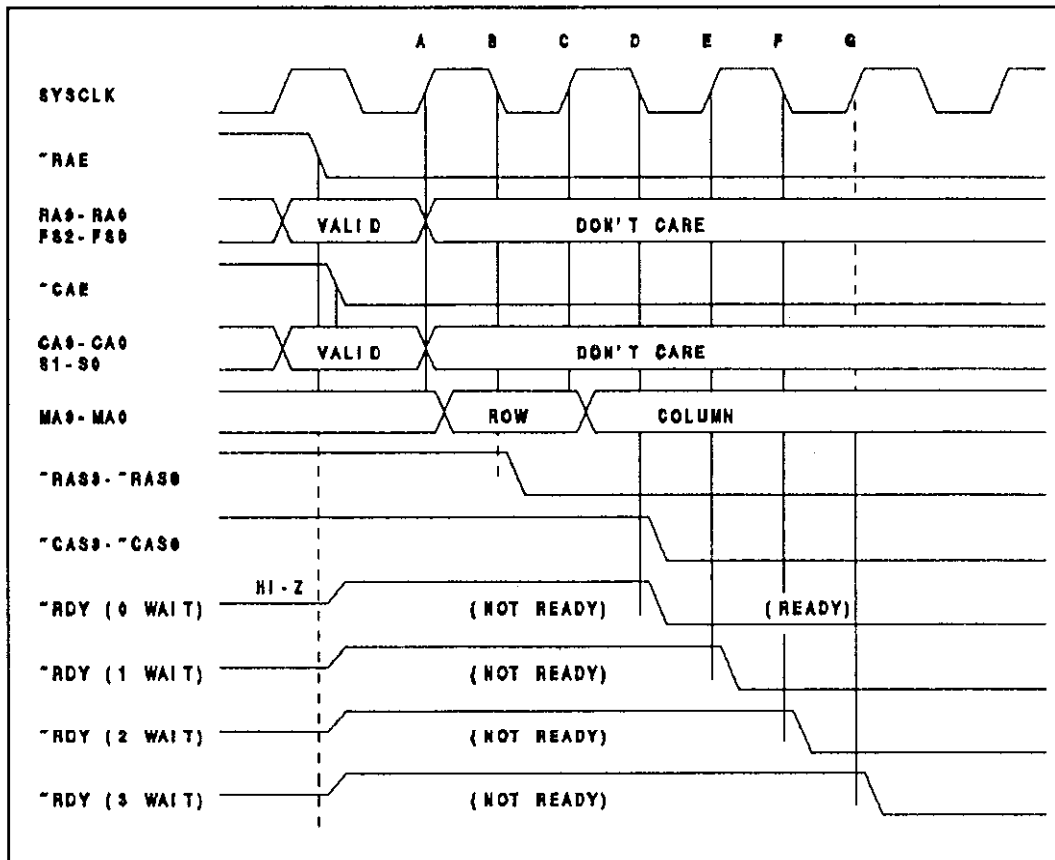 A B C D E F G
SYSCLK
~RAE
RA9-RA0 VALID DON'T CARE
FS2-FS0
~CAE
CA9-CA0 VALID DON'T CARE
S1-S0
MA9-MA0 ROW COLUMN
~RAS3-~RAS0
~CAS3-~CAS0
HI-Z
~RDY (0 WAIT) (NOT READY) (READY)
~RDY (1 WAIT) (NOT READY)
~RDY (2 WAIT) (NOT READY)
~RDY (3 WAIT) (NOT READY)